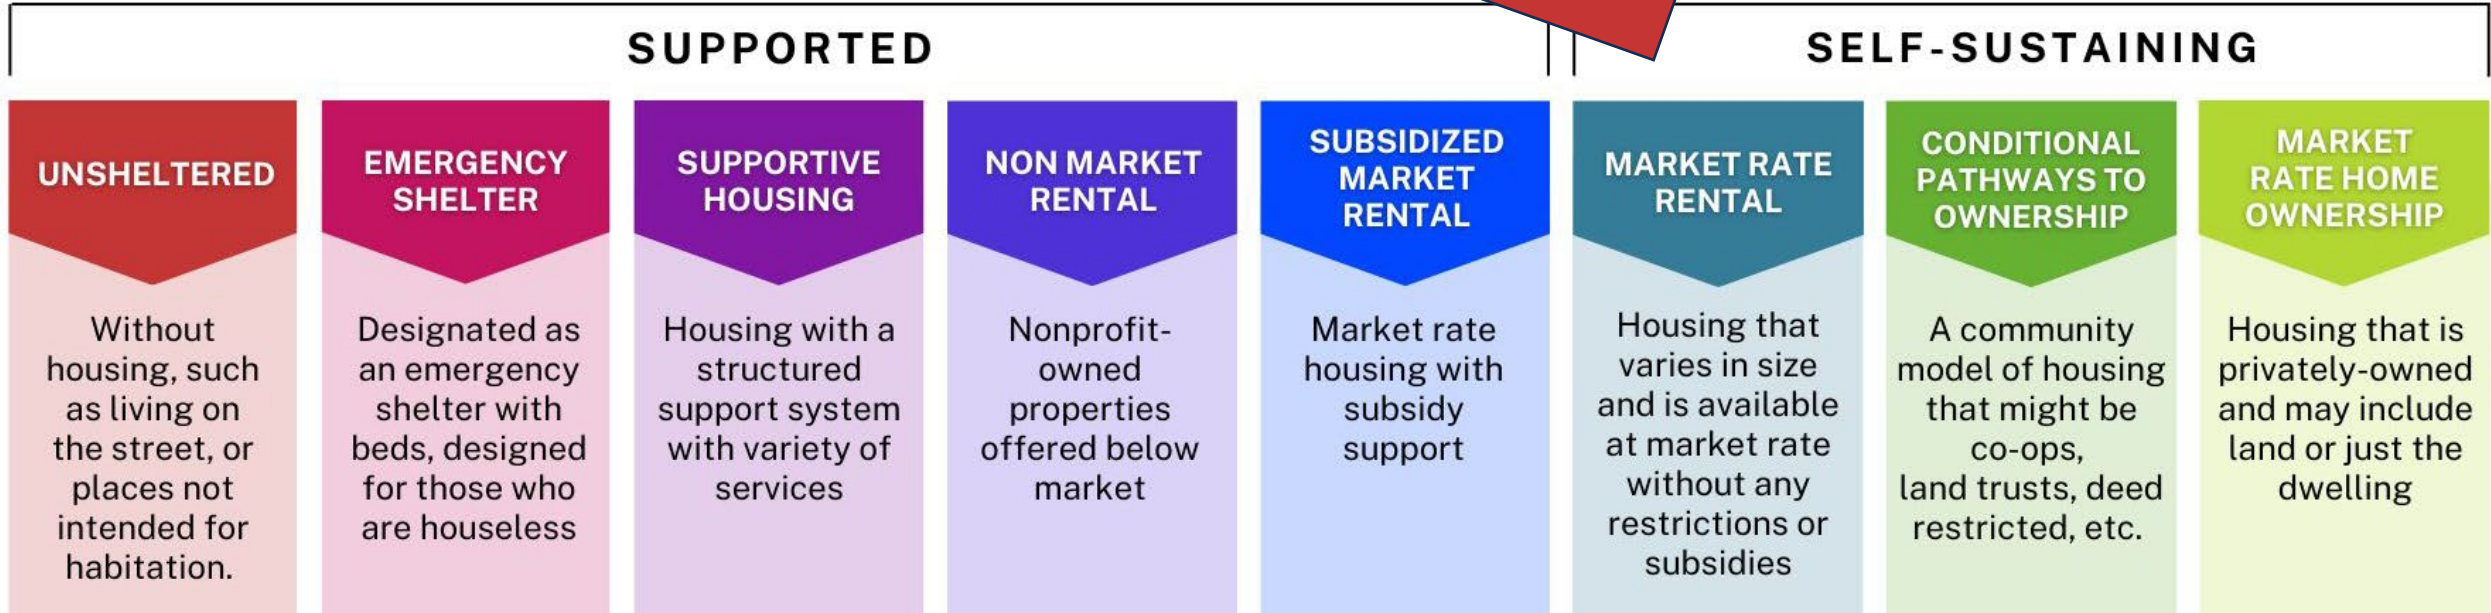 SUPPORTED
SELF-SUSTAINING
UNSHELTERED
Without
housing, such
as living on
the street, or
places not
intended for
habitation.
EMERGENCY
SHELTER
Designated as
an emergency
shelter with
beds, designed
for those who
are houseless
SUPPORTIVE
HOUSING
Housing with a
structured
support system
with variety of
services
NON MARKET
RENTAL
Nonprofit-
owned
properties
offered below
market
SUBSIDIZED
MARKET
RENTAL
Market rate
housing with
subsidy
support
MARKET RATE
RENTAL
Housing that
varies in size
and is available
at market rate
without any
restrictions or
subsidies
CONDITIONAL
PATHWAYS TO
OWNERSHIP
A community
model of housing
that might be
co-ops,
land trusts, deed
restricted, etc.
MARKET
RATE HOME
OWNERSHIP
Housing that is
privately-owned
and may include
land or just the
dwelling